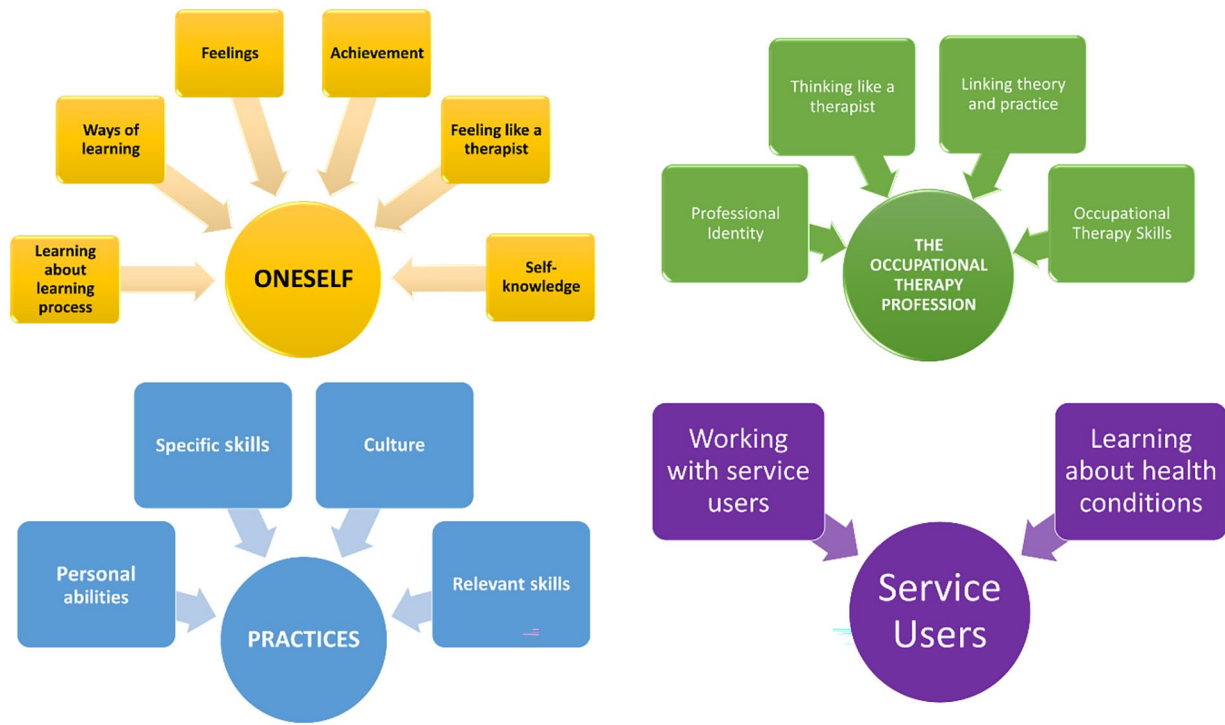 Feelings
Achievement
Ways of
learning
Feeling like a
therapist
Learning
about
learning
process
ONESELF
Self-
knowledge
Thinking like a
therapist
Linking theory
and practice
Professional
Identity
Occupational
Therapy Skills
THE
OCCUPATIONAL
THERAPY
PROFESSION
Specific skills
Culture
Personal
abilities
Relevant skills
PRACTICES
Working
with service
users
Learning
about health
conditions
Service
Users